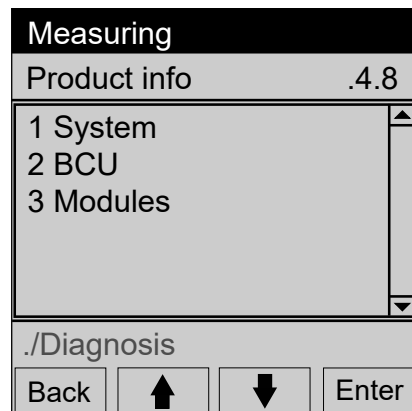 Measuring
Product info .4.8
1 System
2 BCU
3 Modules
./Diagnosis
Back Enter